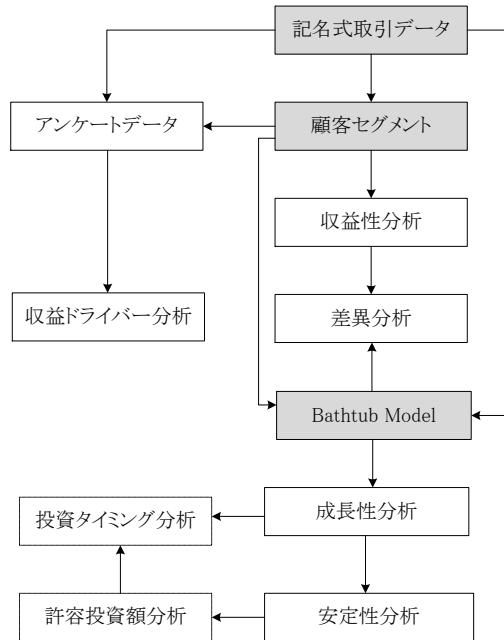 記名式取引データ
アンケートデータ
顧客セグメント
収益性分析
収益ドライバー分析
差異分析
Bathtub Model
投資タイミング分析
成長性分析
許容投資額分析
安定性分析